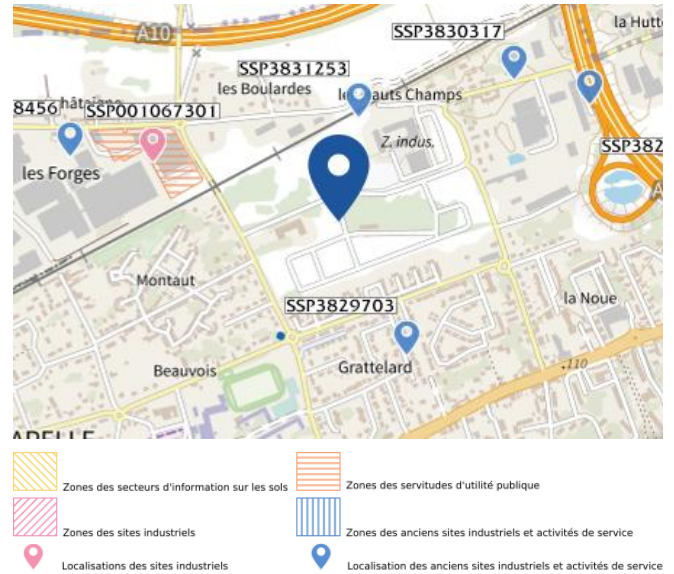 A10
la Hutt
SSP3830317
SSP3831253
les Boulardes
Hauts Champs
8456
SSP001067301
Z. indus.
SSP382
les Forges
A
Montaut
SSP3829703
la Noue
Grattelard
Beauvois
110
APELLE
Zones des secteurs d'information sur les sols
Zones des servitudes d'utilité publique
Zones des sites industriels
Zones des anciens sites industriels et activités de service
Localisations des sites industriels
Localisation des anciens sites industriels et activités de service